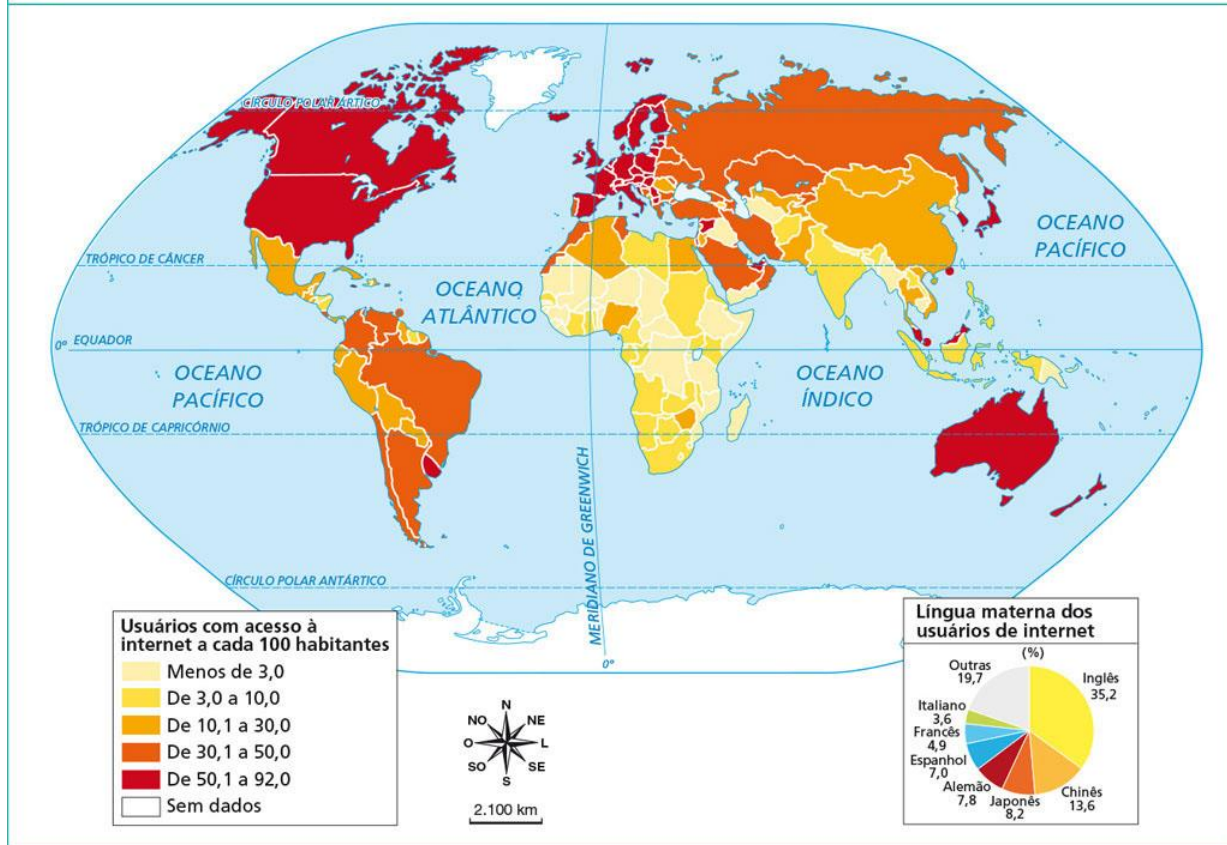 CÍRCULO POLAR ÁRTICO
OCEANO
PACÍFICO
TRÓPICO DE CÂNCER
OCEANO
ATLÂNTICO
0º
EQUADOR
OCEANO
PACÍFICO
OCEANO
ÍNDICO
TRÓPICO DE CAPRICÓRNIO
MERIDIANO DE GREENWICH
CÍRCULO POLAR ANTÁRTICO
0º
Usuários com acesso à
internet a cada 100 habitantes
Menos de 3,0
De 3,0 a 10,0
De 10,1 a 30,0
De 30,1 a 50,0
De 50,1 a 92,0
Sem dados
N
NO NE
O L
SO SE
S
2.100 km
Língua materna dos
usuários de internet
(%)
Outras
19,7
Inglês
35,2
Italiano
3,6
Francês
4,9
Espanhol
7,0
Alemão
7,8
Japonês
8,2
Chinês
13,6